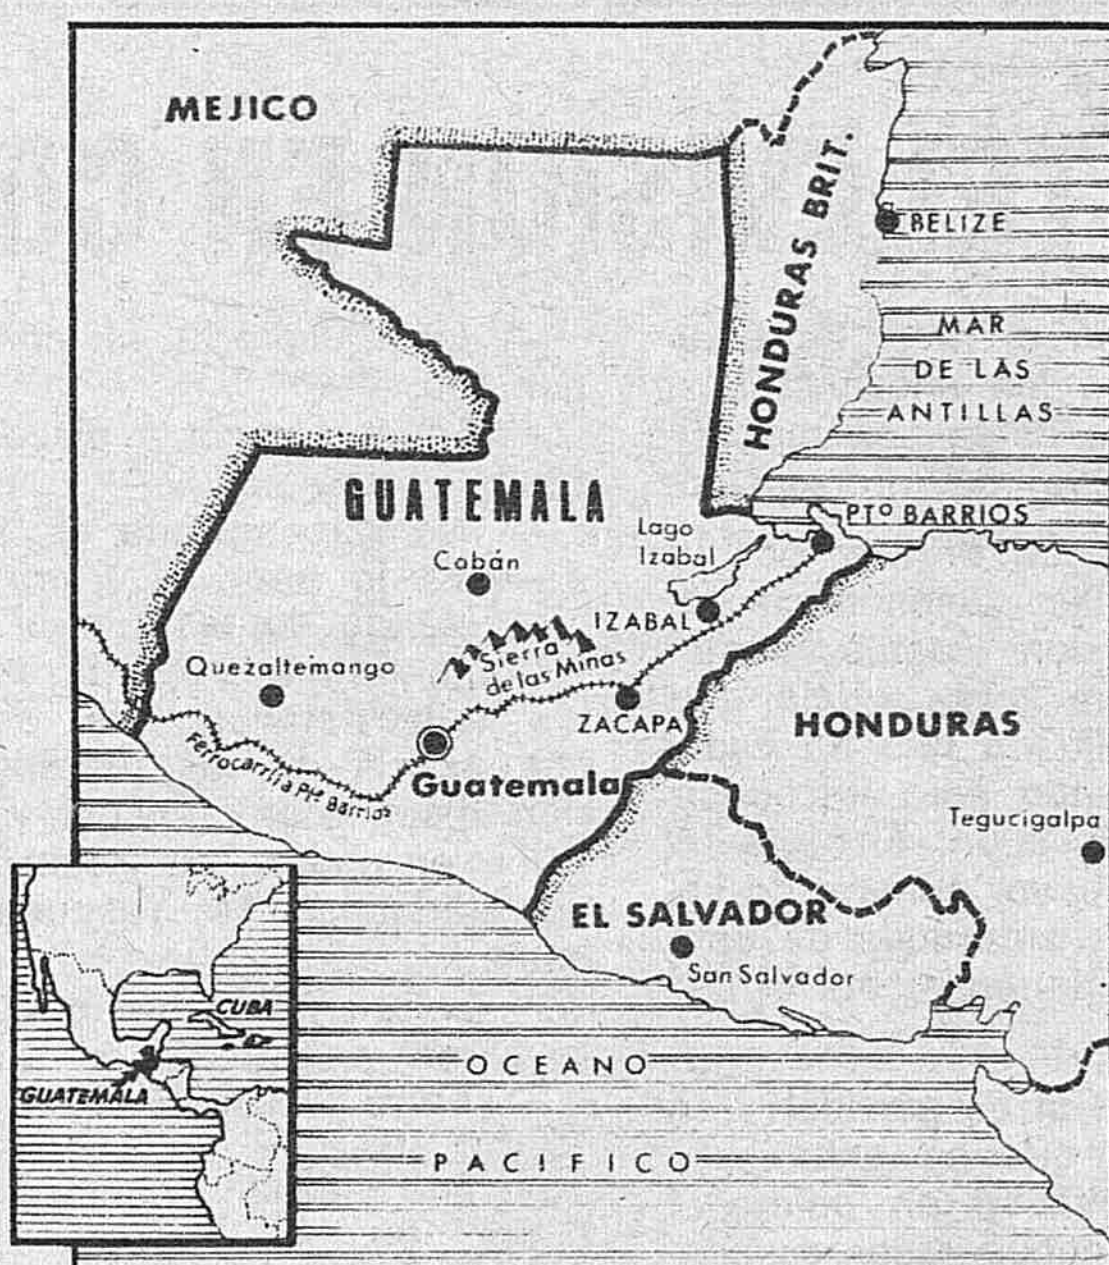 MEJICO
HONDURAS BRIT.
BELIZE
MAR
DE LAS
ANTILLAS
GUATEMALA
PTO BARRIOS
Lago
Izabal
Cobán
IZABAL
Sierra
de las Minas
Quezaltemango
ZACAPA
HONDURAS
Ferrocarril a Pto Barrios
Guatemala
Tegucigalpa
EL SALVADOR
San Salvador
CUBA
GUATEMALA
OCEANO
PACIFICO